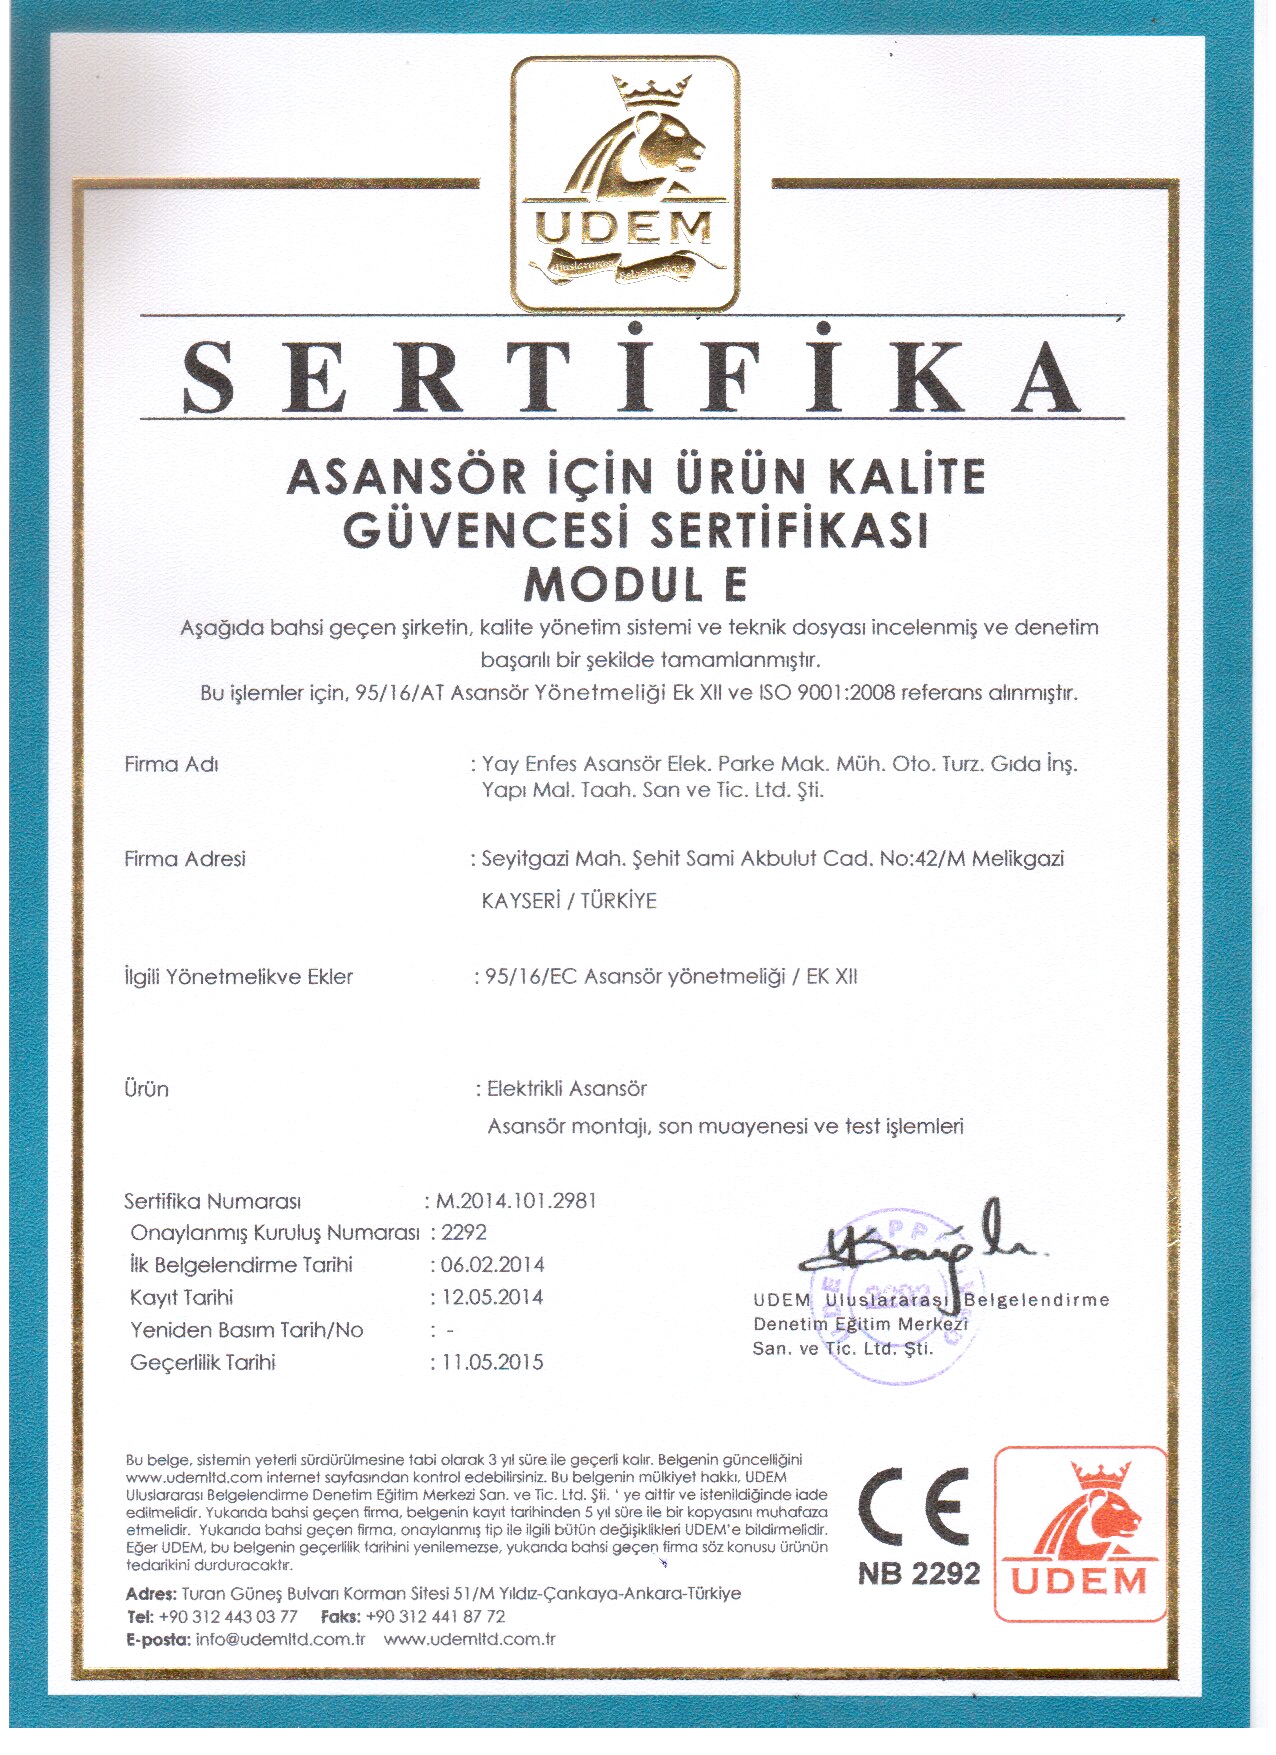 UDEM
Uluslararası Belgelendirme
SERTİFİKA
ASANSÖR İÇİN ÜRÜN KALİTE
GÜVENCESİ SERTİFİKASI
MODUL E
Aşağıda bahsi geçen şirketin, kalite yönetim sistemi ve teknik dosyası incelenmiş ve denetim
başarılı bir şekilde tamamlanmıştır.
Bu işlemler için, 95/16/AT Asansör Yönetmeliği Ek XII ve ISO 9001:2008 referans alınmıştır.
Firma Adı : Yay Enfes Asansör Elek. Parke Mak. Müh. Oto. Turz. Gıda İnş.
Yapı Mal. Taah. San ve Tic. Ltd. Şti.
Firma Adresi : Seyitgazi Mah. Şehit Sami Akbulut Cad. No:42/M Melikgazi
KAYSERİ / TÜRKİYE
İlgili Yönetmelikve Ekler : 95/16/EC Asansör yönetmeliği / EK XII
Ürün : Elektrikli Asansör
Asansör montajı, son muayenesi ve test işlemleri
Sertifika Numarası : M.2014.101.2981
Onaylanmış Kuruluş Numarası : 2292
İlk Belgelendirme Tarihi : 06.02.2014
Kayıt Tarihi : 12.05.2014
Yeniden Basım Tarih/No : -
Geçerlilik Tarihi : 11.05.2015
UDEM Uluslararası Belgelendirme
Denetim Eğitim Merkezi
San. ve Tic. Ltd. Şti.
2292
Bu belge, sistemin yeterli sürdürülmesine tabi olarak 3 yıl süre ile geçerli kalır. Belgenin güncelliğini
www.udemltd.com internet sayfasından kontrol edebilirsiniz. Bu belgenin mülkiyet hakkı, UDEM
Uluslararası Belgelendirme Denetim Eğitim Merkezi San. ve Tic. Ltd. Şti. ' ye aittir ve istenildiğinde iade
edilmelidir. Yukarıda bahsi geçen firma, belgenin kayıt tarihinden 5 yıl süre ile bir kopyasını muhafaza
etmelidir. Yukarıda bahsi geçen firma, onaylanmış tip ile ilgili bütün değişiklikleri UDEM'e bildirmelidir.
Eğer UDEM, bu belgenin geçerlilik tarihini yenilemezse, yukarıda bahsi geçen firma söz konusu ürünün
tedarikini durduracaktır.
Adres: Turan Güneş Bulvarı Korman Sitesi 51/M Yıldız-Çankaya-Ankara-Türkiye
Tel: +90 312 443 03 77 Faks: +90 312 441 87 72
E-posta: info@udemltd.com.tr www.udemltd.com.tr
CE
NB 2292
UDEM